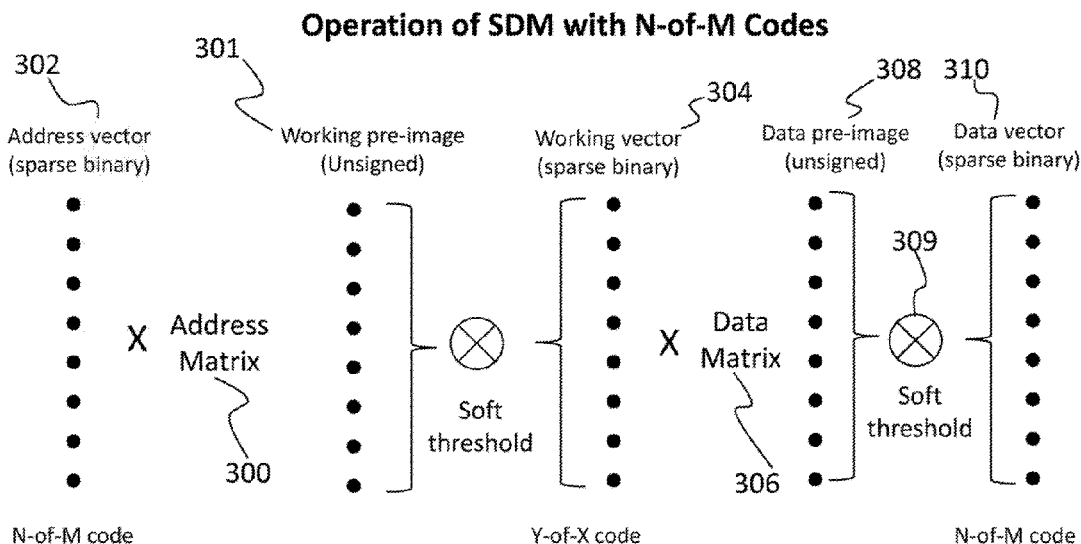 Operation of SDM with N-of-M Codes
302
301
304
308
310
Address vector
(sparse binary)
Working pre-image
(Unsigned)
Working vector
(sparse binary)
Data pre-image
(unsigned)
Data vector
(sparse binary)
309
X
Address
Matrix
X
Data
Matrix
300
Soft
threshold
306
Soft
threshold
N-of-M code
Y-of-X code
N-of-M code